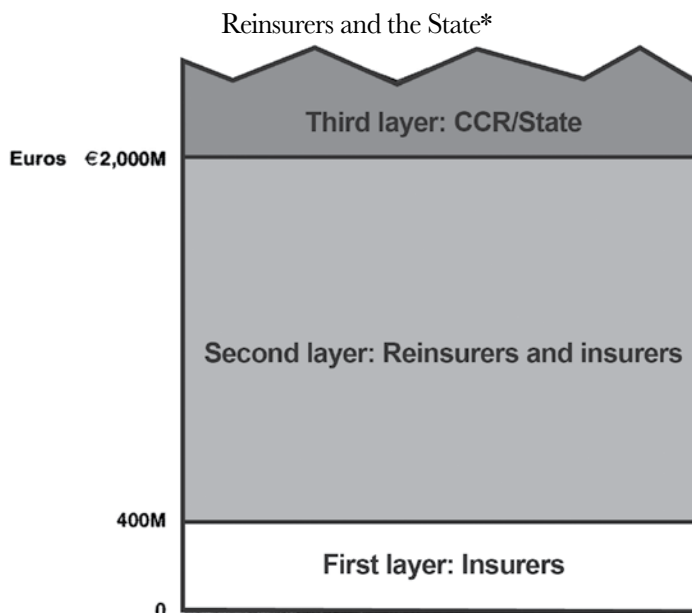 Reinsurers and the State*
Third layer: CCR/State
Euros €2,000M
Second layer: Reinsurers and insurers
400M
First layer: Insurers
0